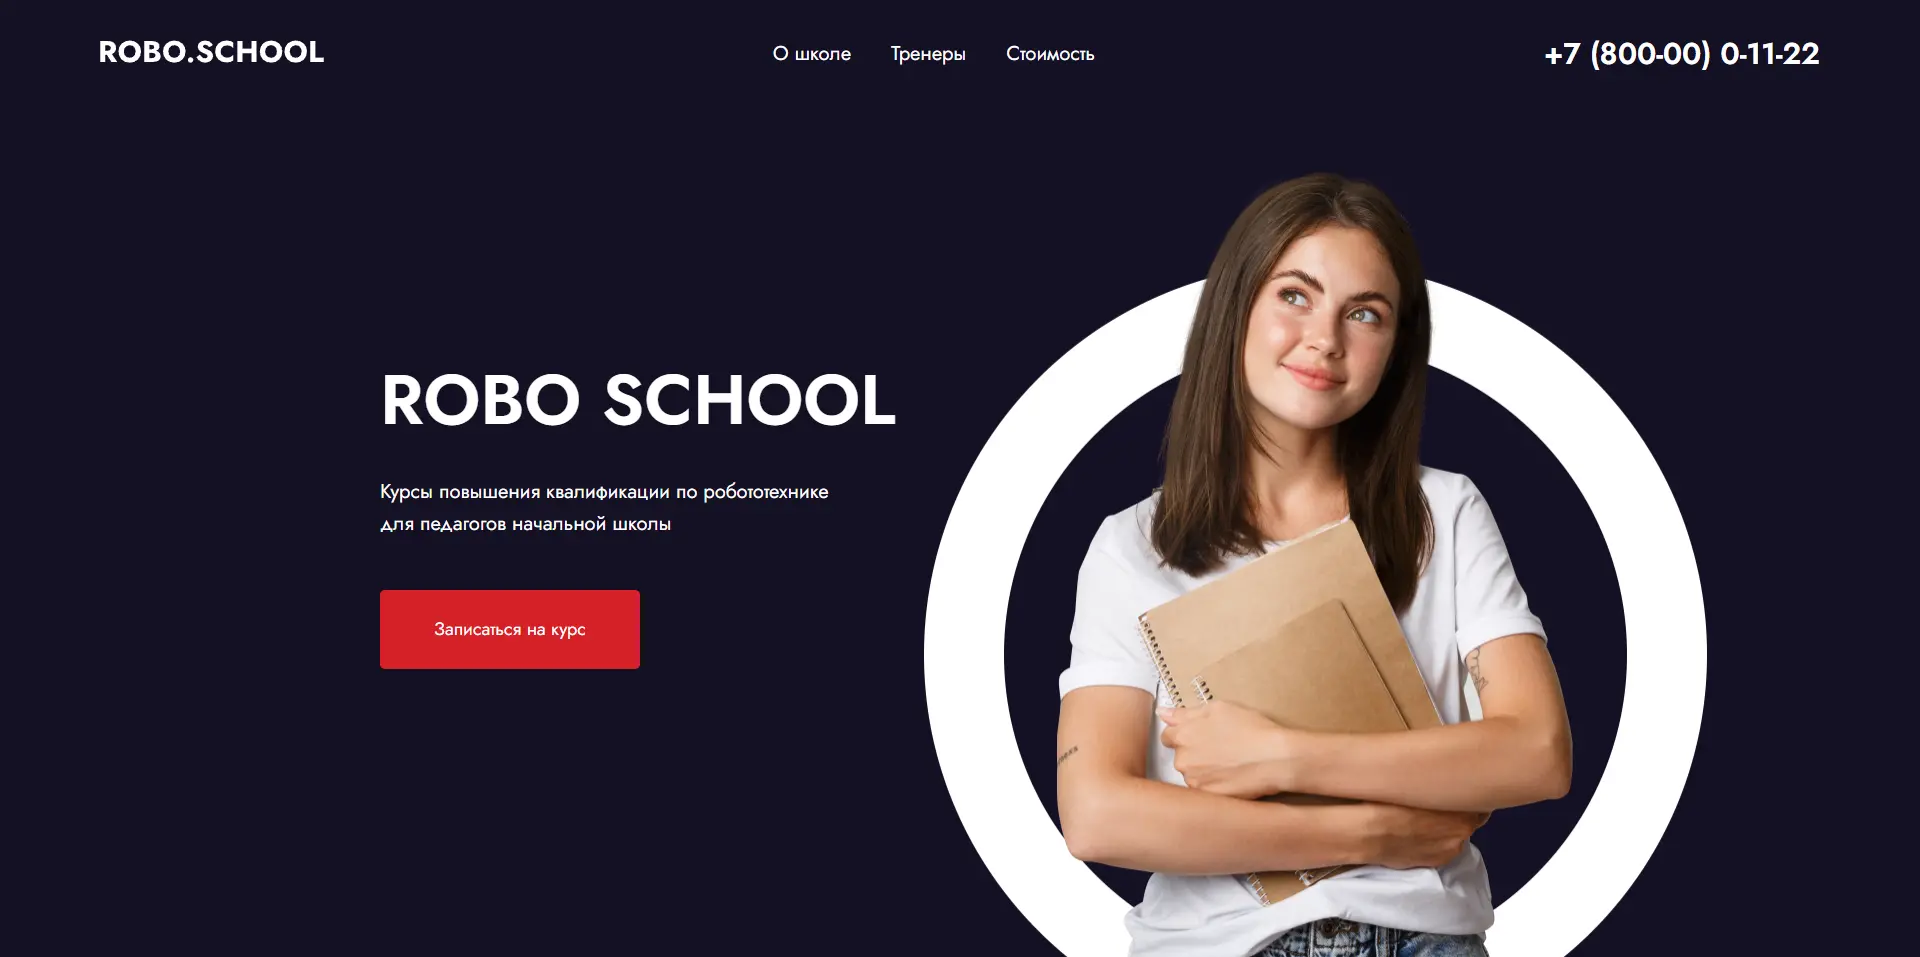 ROBO.SCHOOL
О школе
Тренеры
Стоимость
+7 (800-00) 0-11-22
ROBO SCHOOL
Курсы повышения квалификации по робототехнике
для педагогов начальной школы
Записаться на курс